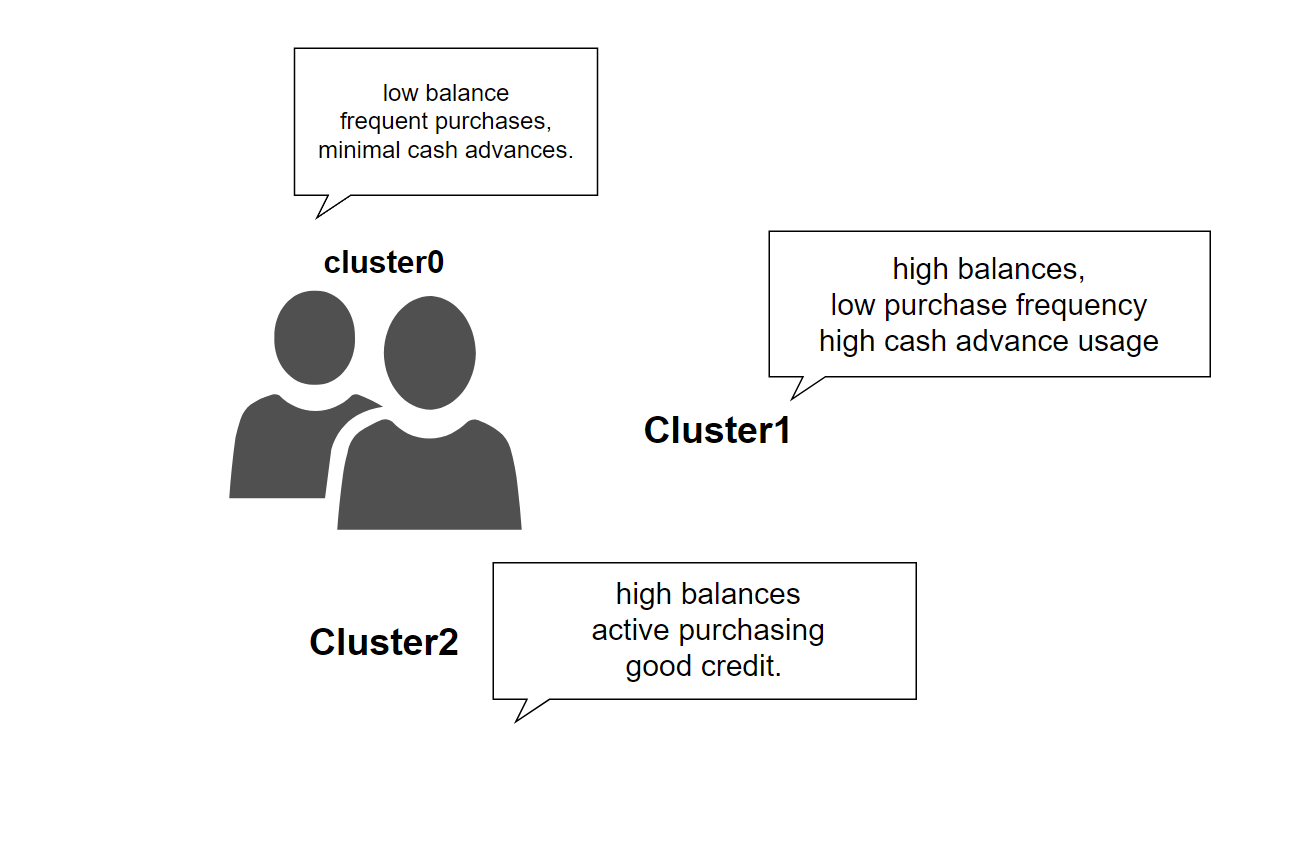 low balance
frequent purchases,
minimal cash advances.
cluster0
high balances,
low purchase frequency
high cash advance usage
Cluster1
high balances
active purchasing
good credit.
Cluster2